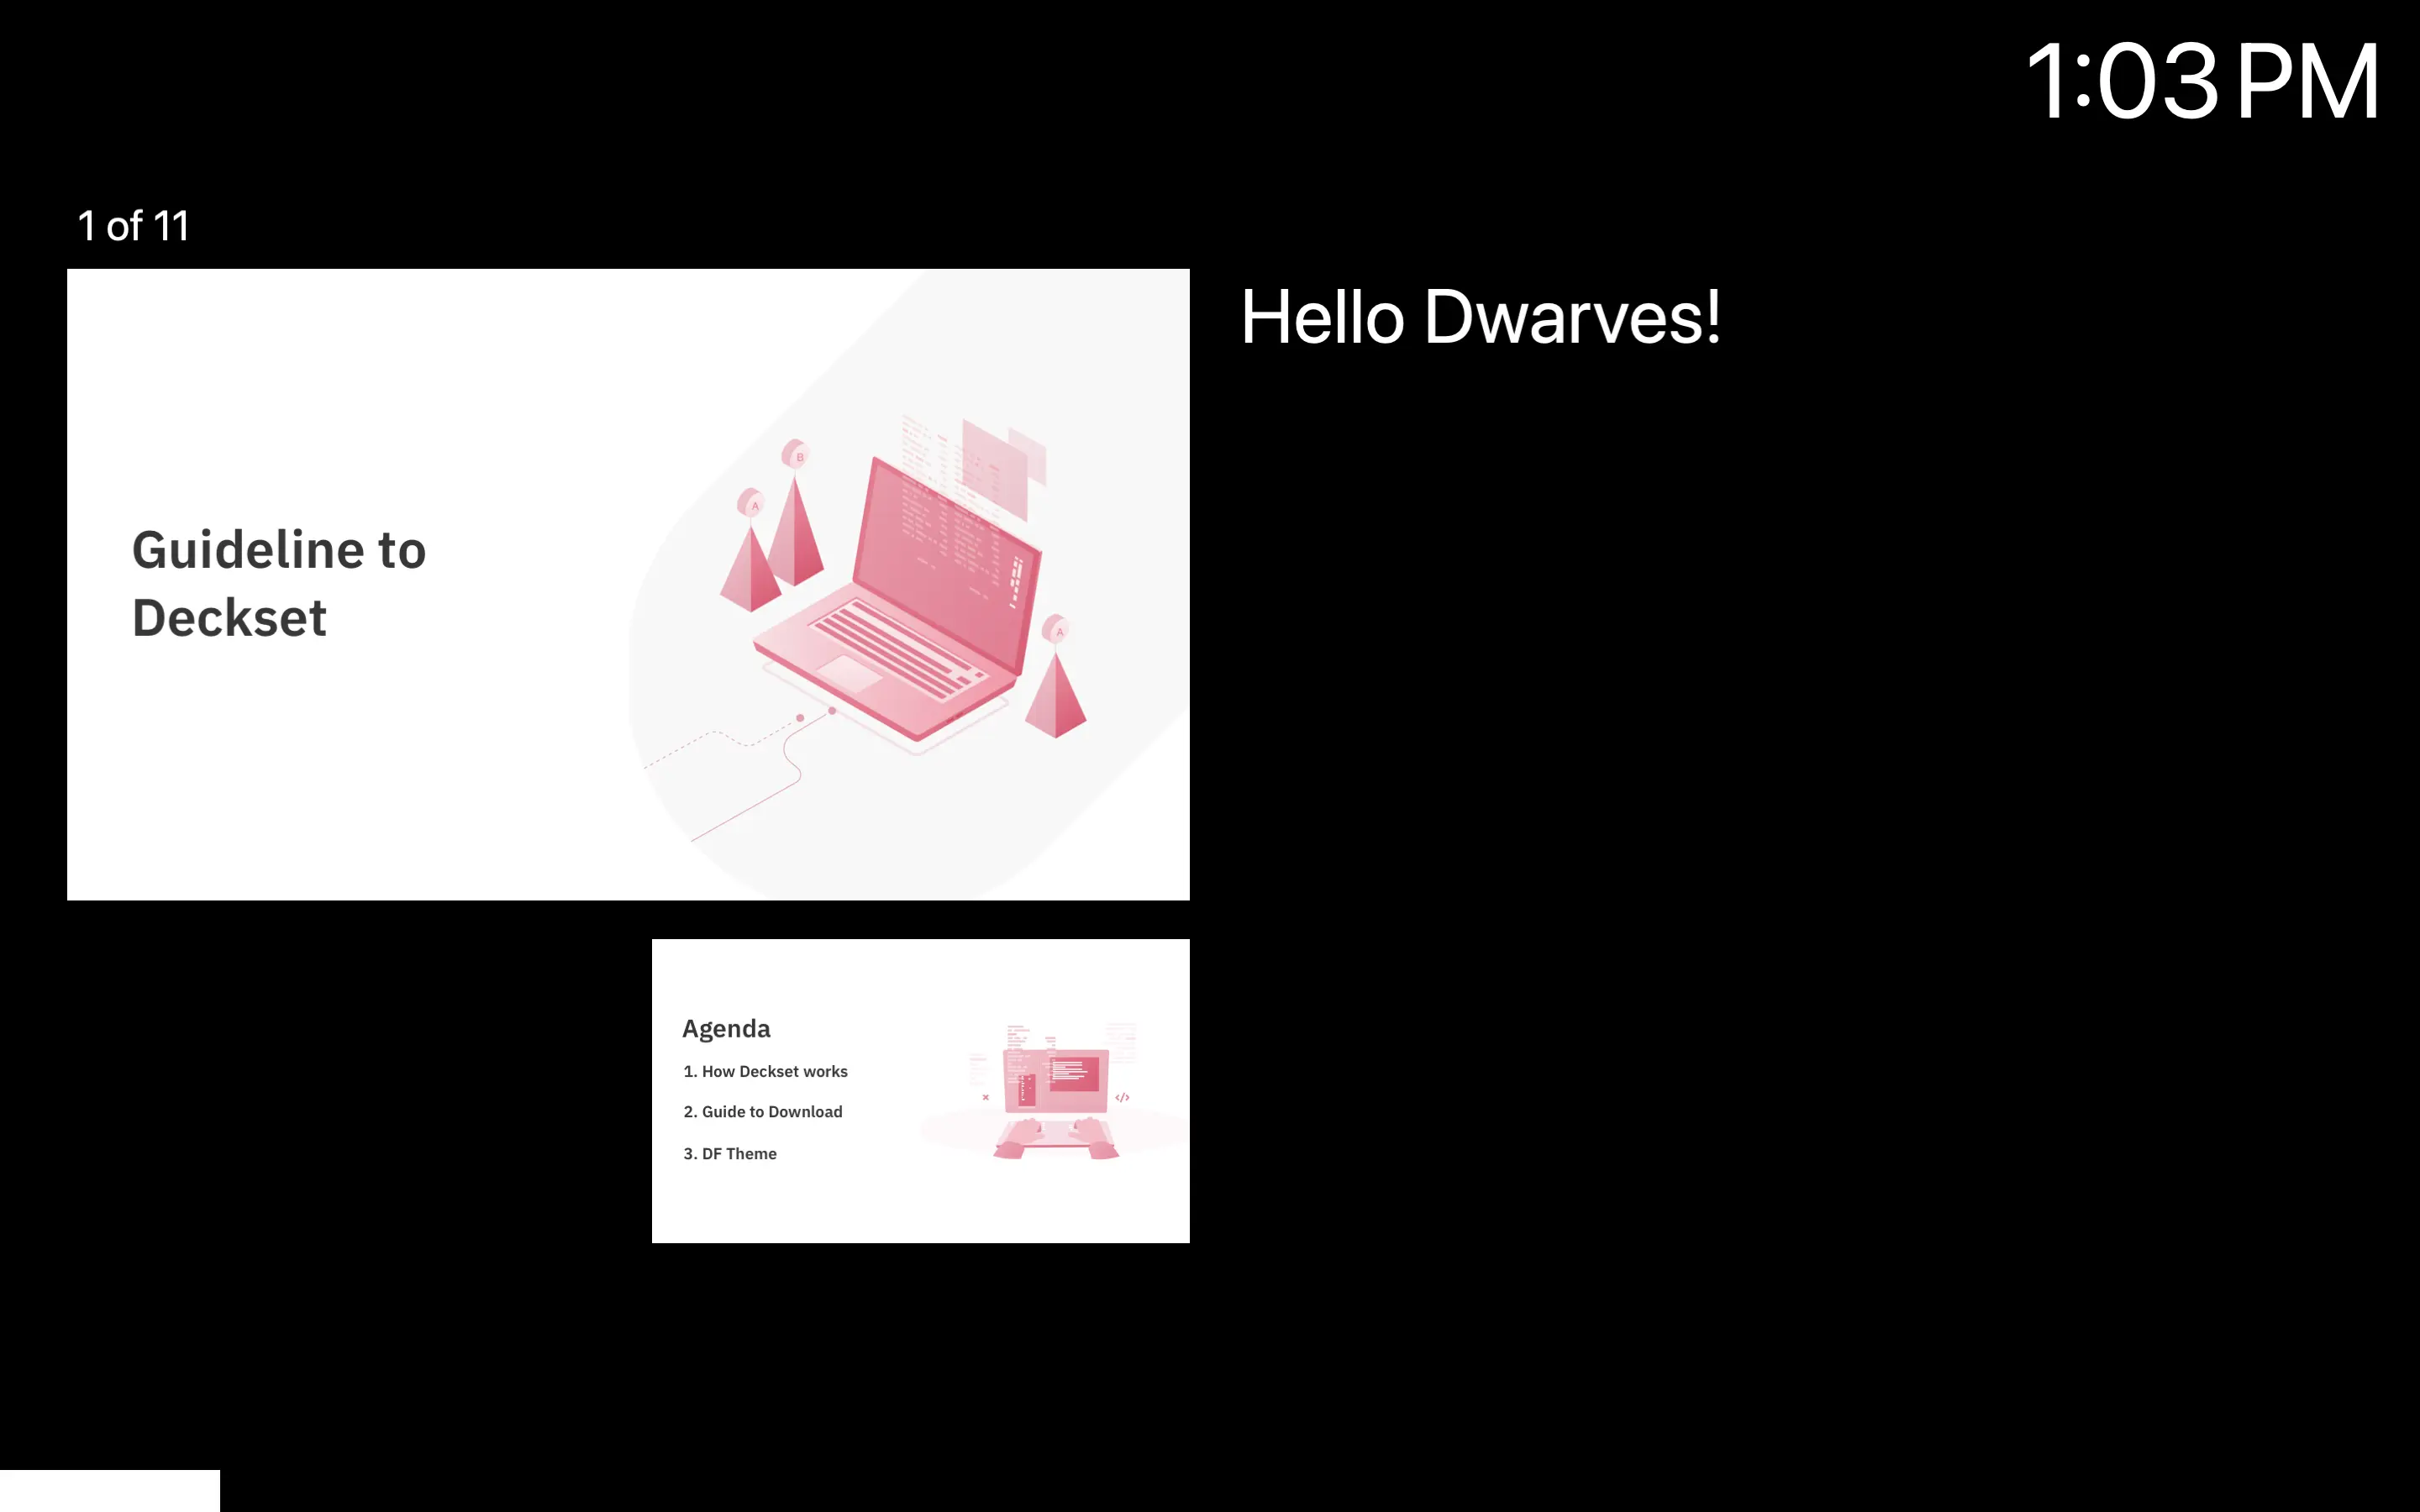 1:03 PM
1 of 11
Guideline to
Deckset
B
A
A
Hello Dwarves!
Agenda
1. How Deckset works
2. Guide to Download
3. DF Theme
</>